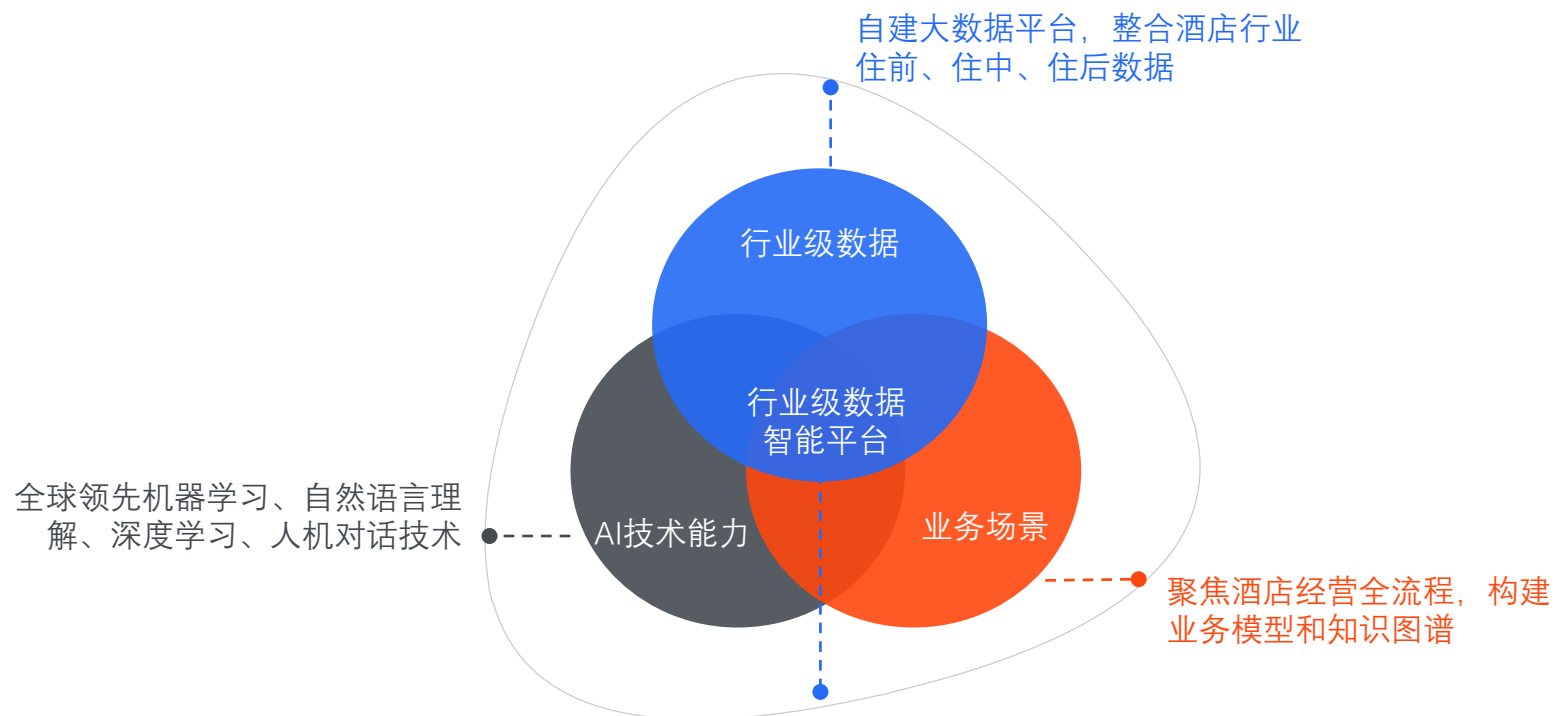 自建大数据平台，整合酒店行业
住前、住中、住后数据
行业级数据
行业级数据
智能平台
全球领先机器学习、自然语言理
解、深度学习、人机对话技术
AI技术能力
业务场景
聚焦酒店经营全流程，构建
业务模型和知识图谱